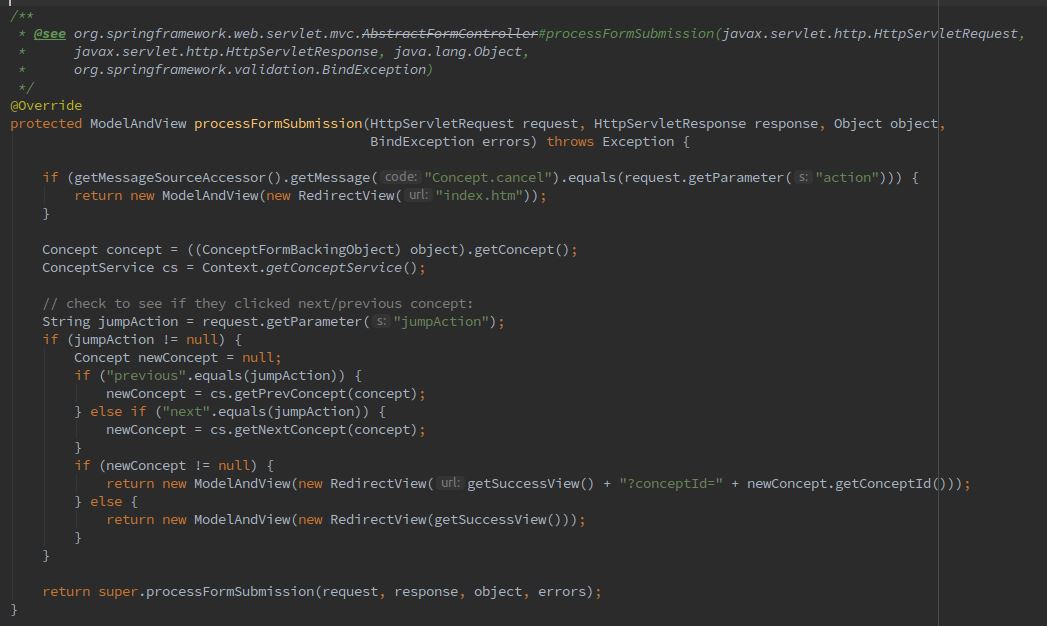 /**
 * @see org.springframework.web.servlet.mvc.AbstractFormController#processFormSubmission(javax.servlet.http.HttpServletRequest,
 *      javax.servlet.http.HttpServletResponse, java.lang.Object,
 *      org.springframework.validation.BindException)
 */
@Override
protected ModelAndView processFormSubmission(HttpServletRequest request, HttpServletResponse response, Object object,
                                             BindException errors) throws Exception {

    if (getMessageSourceAccessor().getMessage( code: "Concept.cancel").equals(request.getParameter( s: "action"))) {
        return new ModelAndView(new RedirectView( url: "index.htm"));
    }

    Concept concept = ((ConceptFormBackingObject) object).getConcept();
    ConceptService cs = Context.getConceptService();

    // check to see if they clicked next/previous concept:
    String jumpAction = request.getParameter( s: "jumpAction");
    if (jumpAction != null) {
        Concept newConcept = null;
        if ("previous".equals(jumpAction)) {
            newConcept = cs.getPrevConcept(concept);
        } else if ("next".equals(jumpAction)) {
            newConcept = cs.getNextConcept(concept);
        }
        if (newConcept != null) {
            return new ModelAndView(new RedirectView( url: getSuccessView() + "?conceptId=" + newConcept.getConceptId()));
        } else {
            return new ModelAndView(new RedirectView(getSuccessView()));
        }
    }

    return super.processFormSubmission(request, response, object, errors);
}